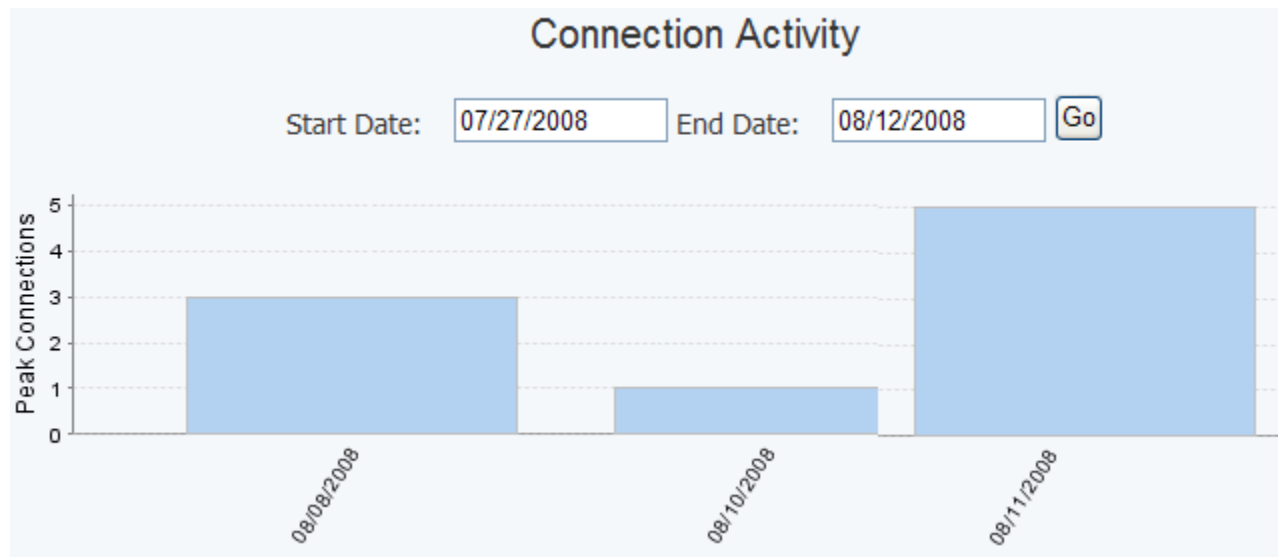 Connection Activity
Start Date: 07/27/2008 End Date: 08/12/2008 Go
Peak Connections
5
4
3
2
1
0
08/08/2008 08/10/2008 08/11/2008